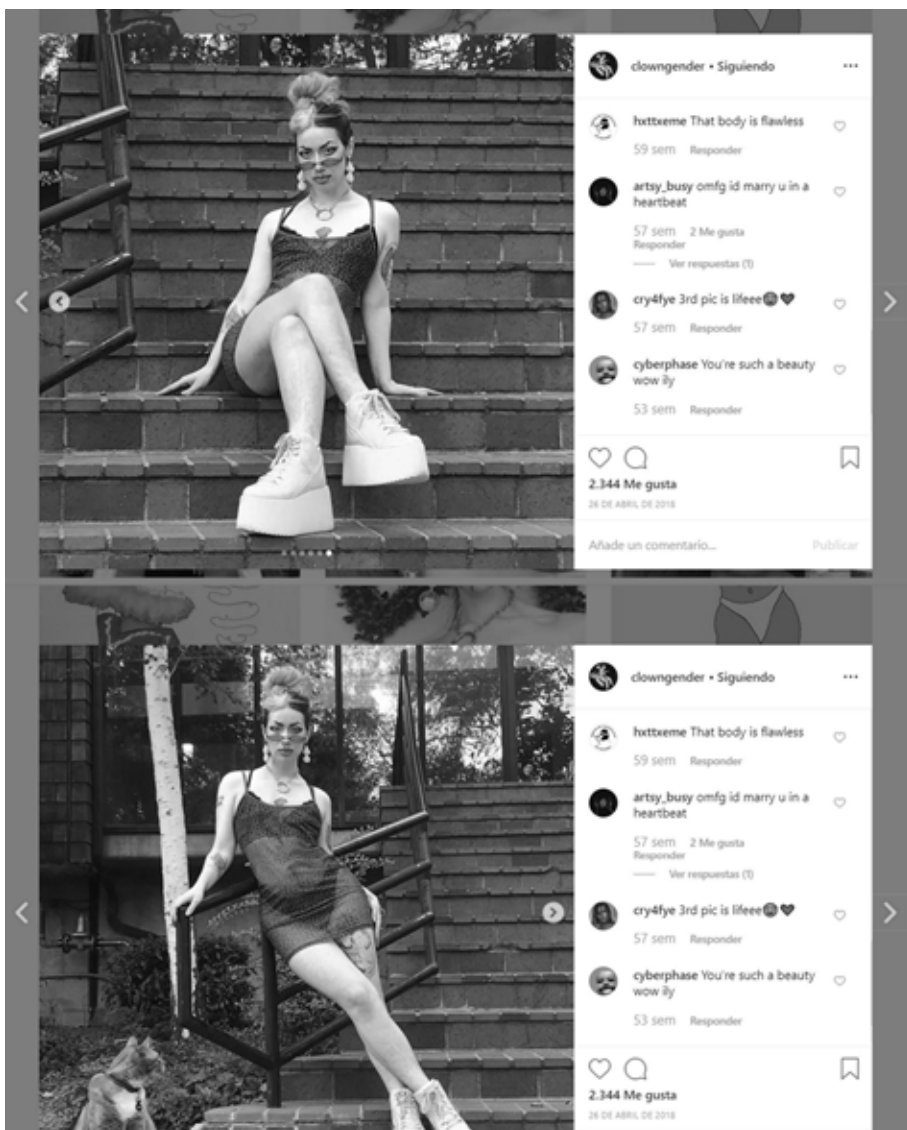 clowngender • Siguiendo
hxttxeme That body is flawless
59 sem Responder
artsy_busy omfg id marry u in a
heartbeat
57 sem 2 Me gusta
Responder
Ver respuestas (1)
cry4fye 3rd pic is lifeee
57 sem Responder
cyberphase You're such a beauty
wow ily
53 sem Responder
2.344 Me gusta
26 DE ABRIL DE 2018
Añade un comentario...
Publicar
clowngender • Siguiendo
hxttxeme That body is flawless
59 sem Responder
artsy_busy omfg id marry u in a
heartbeat
57 sem 2 Me gusta
Responder
Ver respuestas (1)
cry4fye 3rd pic is lifeee
57 sem Responder
cyberphase You're such a beauty
wow ily
53 sem Responder
2.344 Me gusta
26 DE ABRIL DE 2018